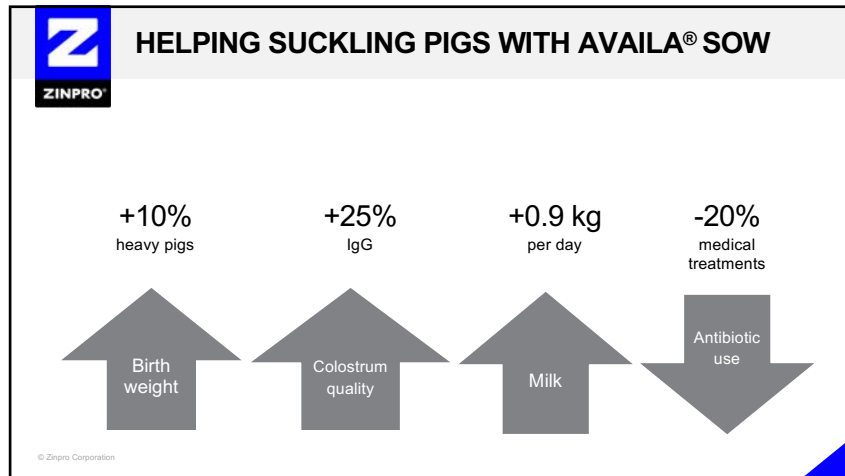 HELPING SUCKLING PIGS WITH AVAILA® SOW
Z
ZINPRO®
+10%
heavy pigs
+25%
IgG
+0.9 kg
per day
-20%
medical
treatments
Birth
weight
Colostrum
quality
Milk
Antibiotic
use
© Zinpro Corporation